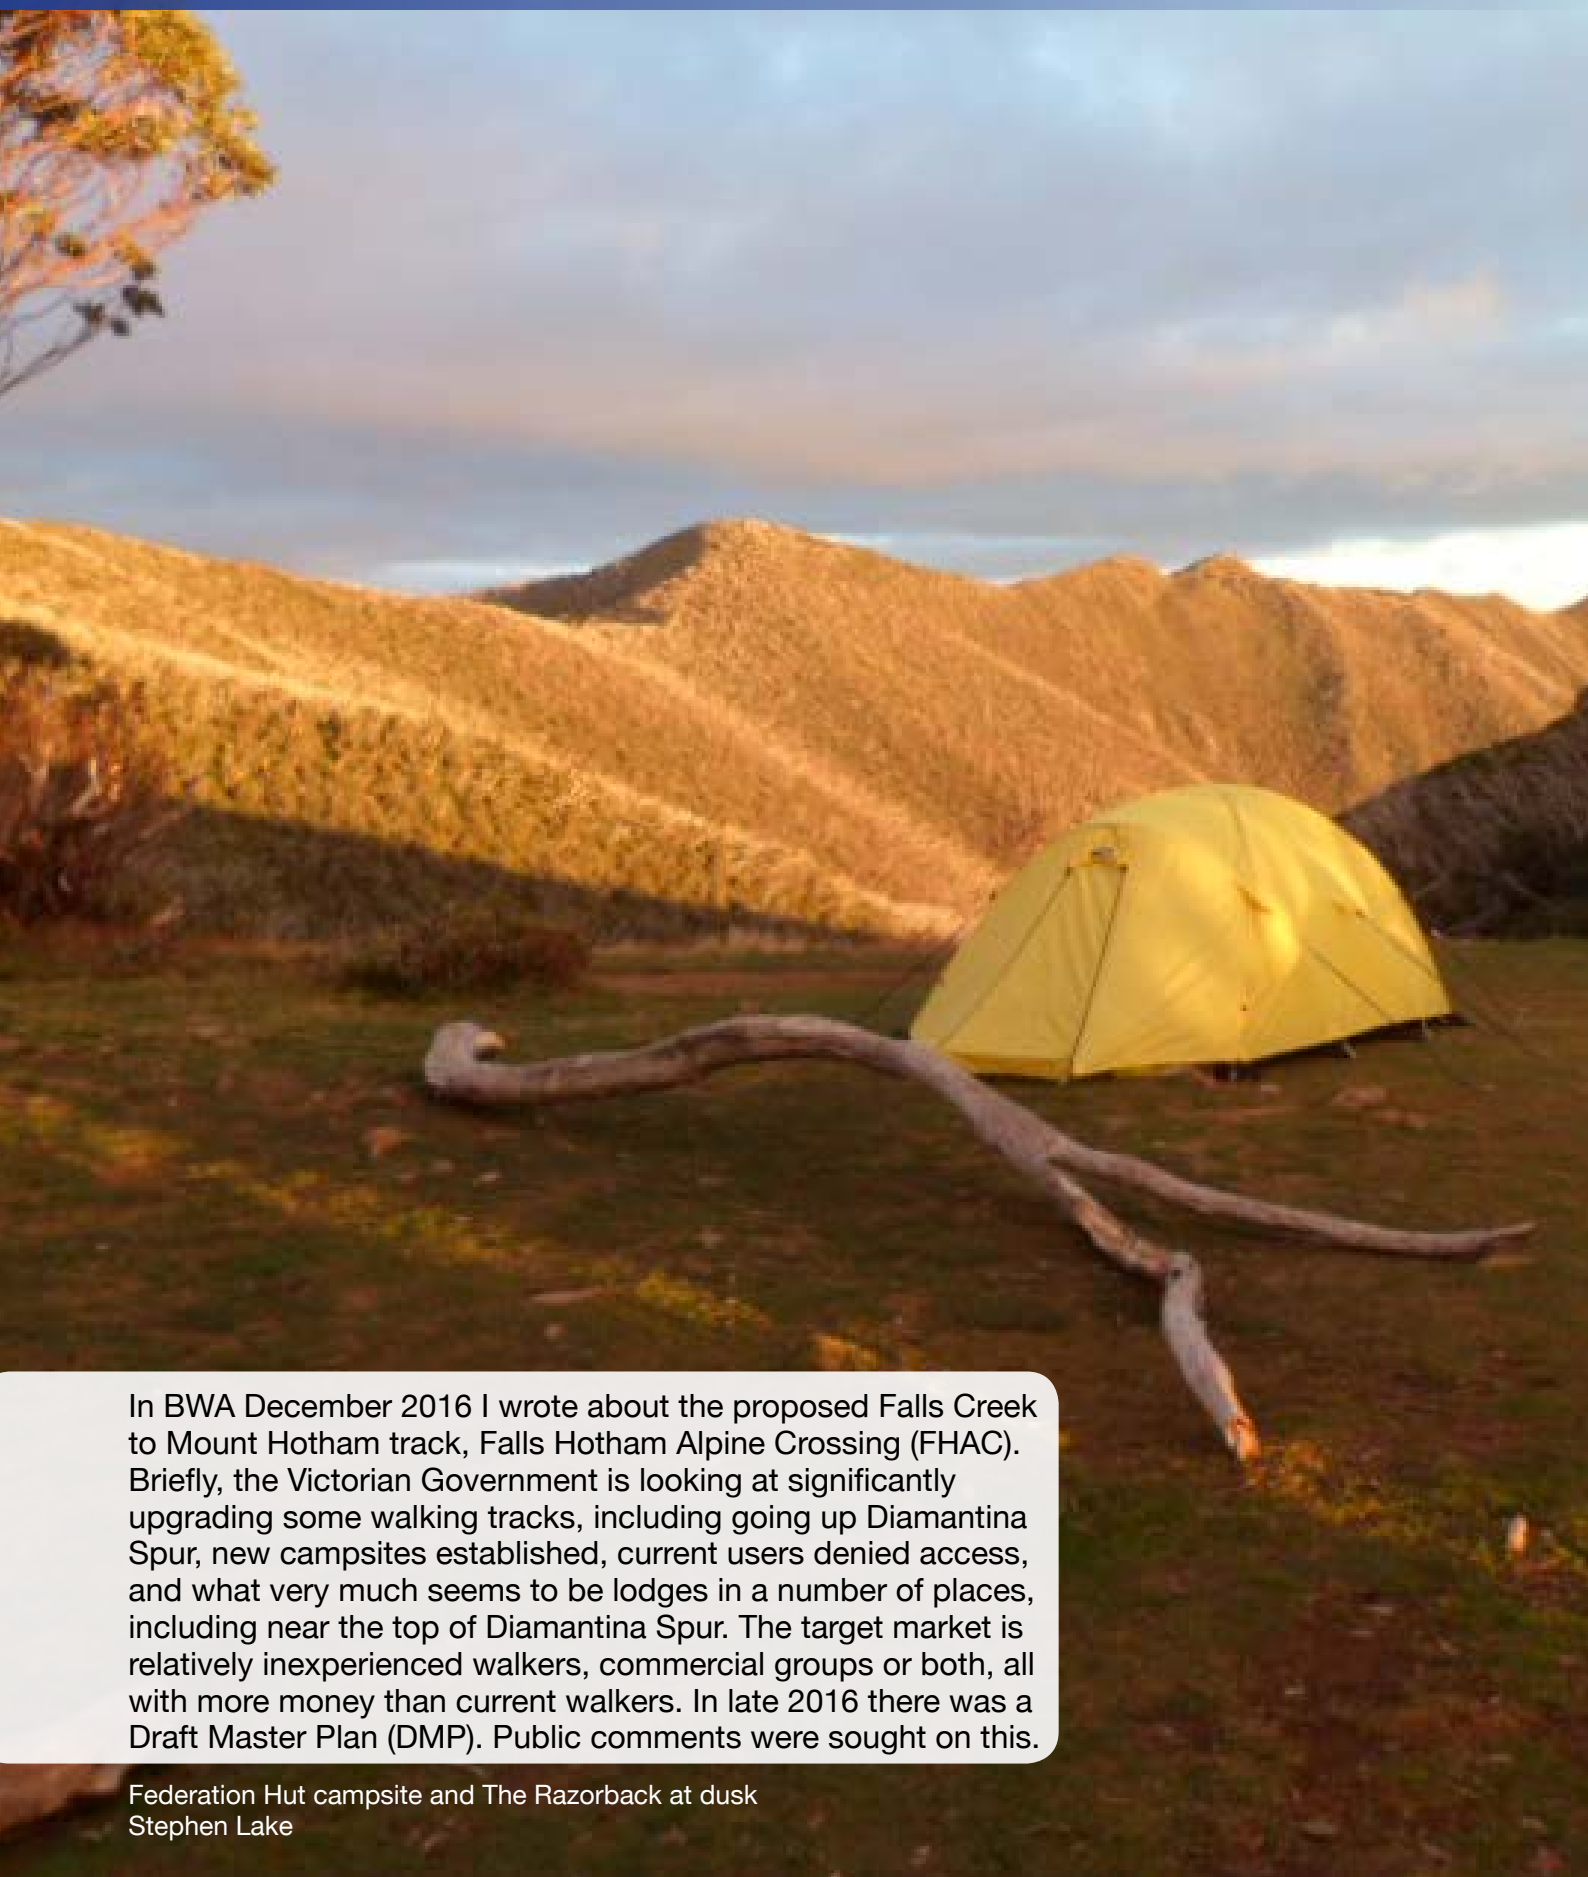 In BWA December 2016 I wrote about the proposed Falls Creek
to Mount Hotham track, Falls Hotham Alpine Crossing (FHAC).
Briefly, the Victorian Government is looking at significantly
upgrading some walking tracks, including going up Diamantina
Spur, new campsites established, current users denied access,
and what very much seems to be lodges in a number of places,
including near the top of Diamantina Spur. The target market is
relatively inexperienced walkers, commercial groups or both, all
with more money than current walkers. In late 2016 there was a
Draft Master Plan (DMP). Public comments were sought on this.
Federation Hut campsite and The Razorback at dusk
Stephen Lake